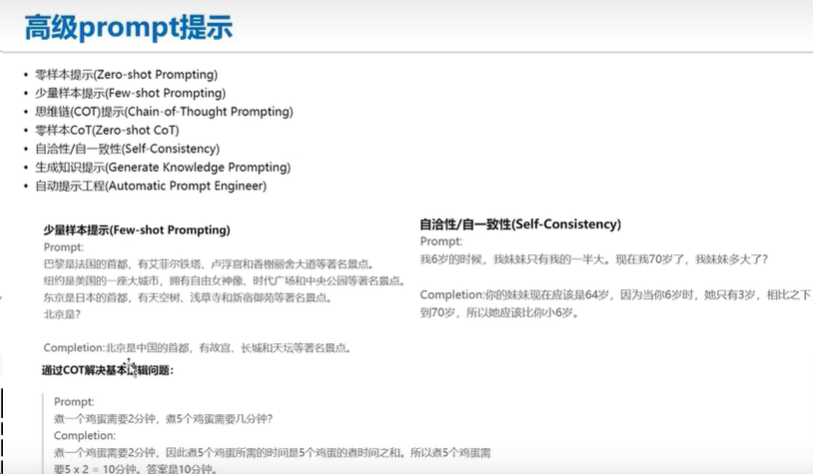 高级prompt提示
• 零样本提示(Zero-shot Prompting)
• 少量样本提示(Few-shot Prompting)
• 思维链(COT)提示(Chain-of-Thought Prompting)
• 零样本CoT(Zero-shot CoT)
• 自洽性/自一致性(Self-Consistency)
• 生成知识提示(Generate Knowledge Prompting)
• 自动提示工程(Automatic Prompt Engineer)
少量样本提示(Few-shot Prompting)
Prompt:
巴黎是法国的首都，有艾菲尔铁塔、卢浮宫和香榭丽舍大道等著名景点。
纽约是美国的一座大城市，拥有自由女神像、时代广场和中央公园等著名景点。
东京是日本的首都，有天空树、浅草寺和新宿御苑等著名景点。
北京是?
Completion:北京是中国的首都，有故宫、长城和天坛等著名景点。
通过COT解决基本逻辑问题：
Prompt:
煮一个鸡蛋需要2分钟，煮5个鸡蛋需要几分钟?
Completion:
煮一个鸡蛋需要2分钟，因此煮5个鸡蛋所需的时间是5个鸡蛋的煮时间之和。所以煮5个鸡蛋需
要5 x 2 = 10分钟。答案是10分钟。
自洽性/自一致性(Self-Consistency)
Prompt:
我6岁的时候，我妹妹只有我的一半大。现在我70岁了，我妹妹多大了?
Completion:你的妹妹现在应该是64岁，因为当你6岁时，她只有3岁，相比之下
到70岁，所以她应该比你小6岁。